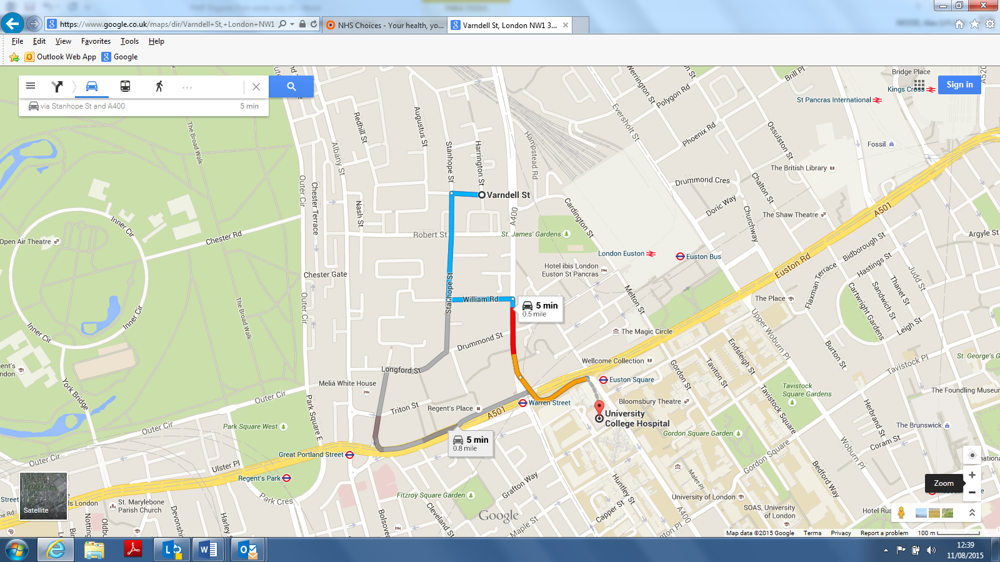 https://www.google.co.uk/maps/dir/Varndell+St,+London+NW1
NHS Choices - Your health, yo...
Varndell St, London NW1 3...
File Edit View Favorites Tools Help
Outlook Web App
Google
via Stanhope St and A400
5 min
Sign in
Bridge Place
Kings Cross
A520
St Pancras International
Brill Pl
Polygon Rd
Werrington St
Eversholt St
Phoenix Rd
Ossulston St
Fossil
The British Library
Drummond Cres
Chalton St
Doric Way
Churchway
The Shaw Theatre
A501
Argyle St
Bidborough St
Euston Rd
Hastings St
Judd St
Thanet St
Sandwich St
Cartwright Gardens
Flaxman Terrace
Leigh St
The Place
Burton St
Upper Woburn Pl
Tavistock Pl
St. George's G
The Broad Walk
Redhill St
Augustus St
Stanhope St
Harrington St
Hampstead Rd
Albany St
Outer Cir
Chester Terrace
Nash St
Varndell St
A400
Cardington St
Robert St
St. James' Gardens
London Euston
Euston Bus
Hotel ibis London
Euston St Pancras
Melton St
Inner Cir
Open Air Theatre
Chester Rd
The Broad Walk
Chester Gate
Outer Cir
Inner Cir
Stanhope St
William Rd
5 min
0.5 mile
The Magic Circle
Drummond St
Wellcome Collection
Longford St
Meliá White House
Euston Square
Gordon St
Taviton St
Endsleigh St
Tavistock
Square Gardens
Tavistock Square
The Foundling Museum
Bloomsbury Theatre
Herbrand St
The Brunswick
Coram St
Woburn Pl
egent's
ondon
York Bridge
Outer Cir
Park Square E
Triton St
Regent's Place
A501
Warren Street
University
College Hospital
Gordon Square Garden
Gordon Square
Bedford Way
Park Square West
Outer Cir
Outer Cir
5 min
0.8 mile
Great Portland Street
Ulster Pl
Regent's Park
Park Cres
Grafton Way
Fitzroy Square Garden
Cleveland St
Bolsover
Huntley St
Malet Pl
University of London
SOAS, University
of London
Capper St
A400
Maple St
Hotel Rus
Zoom
Street
is London
he Rd
St. Marylebone
Parish Church
Devonshi
Harley S
Notting
Oldbu
Satellite
Google
Map data ©2015 Google Terms Privacy Report a problem 100 m
12:39
11/08/2015